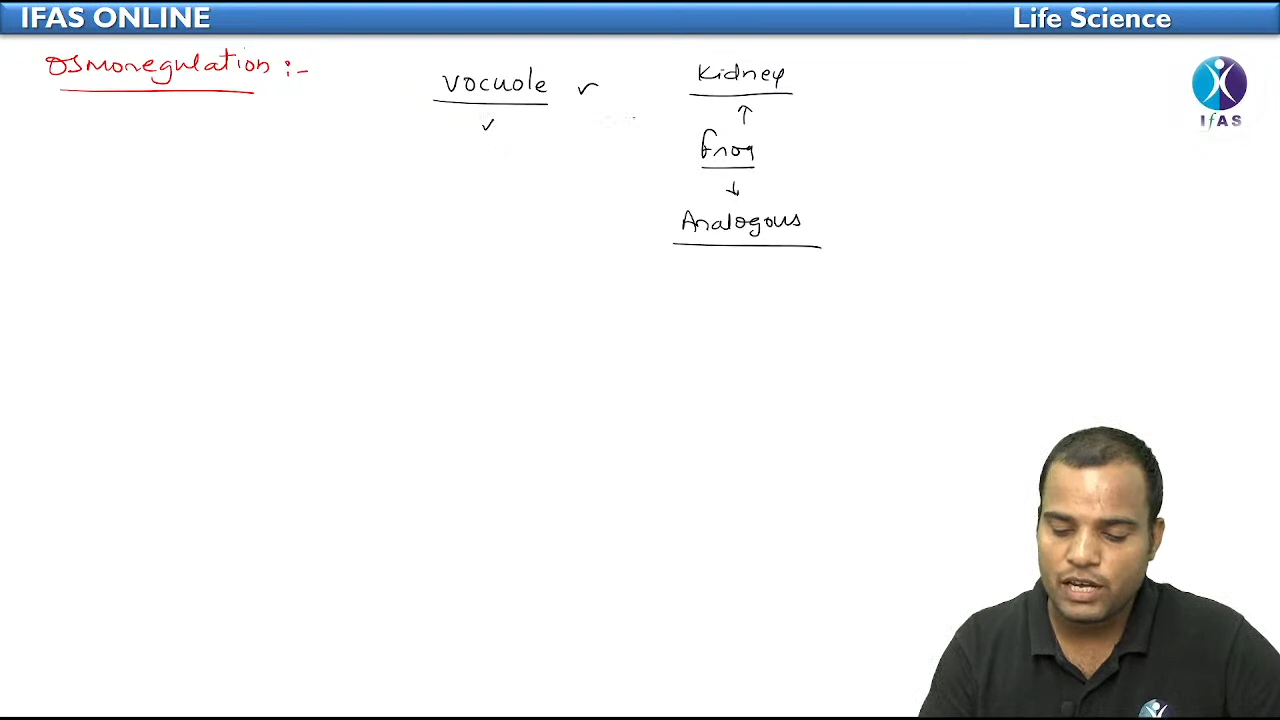 IFAS ONLINE
Life Science
Osmoregulation :-
Vocuole
Kidney
frog
Analogous
IfAS